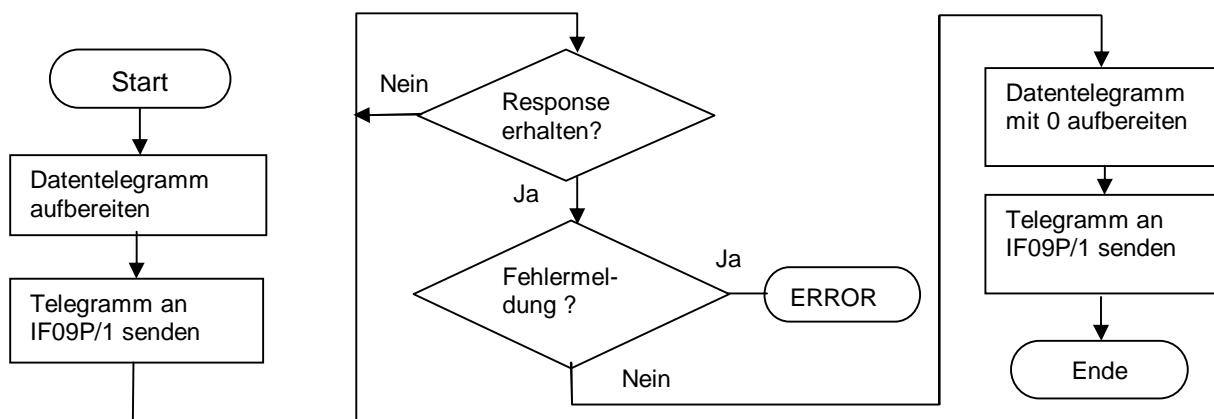 Start
Datentelegramm
aufbereiten
Telegramm an
IF09P/1 senden
Nein
Response
erhalten?
Ja
Fehlermel-
dung ?
Ja
ERROR
Nein
Datentelegramm
mit 0 aufbereiten
Telegramm an
IF09P/1 senden
Ende